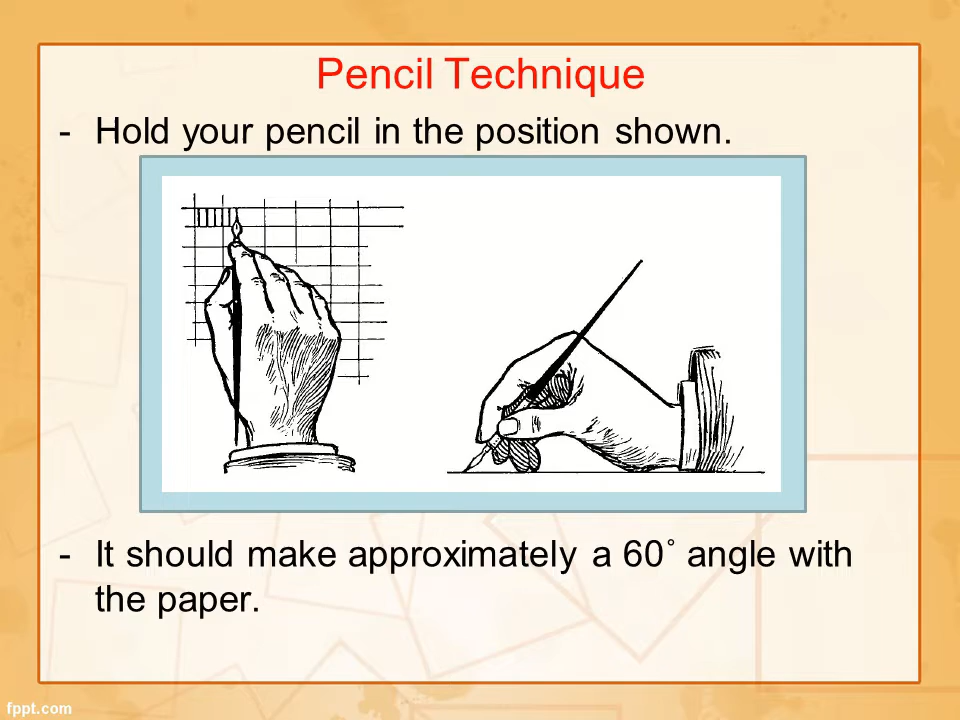 Pencil Technique
- Hold your pencil in the position shown.
- It should make approximately a 60˚ angle with
the paper.
fppt.com